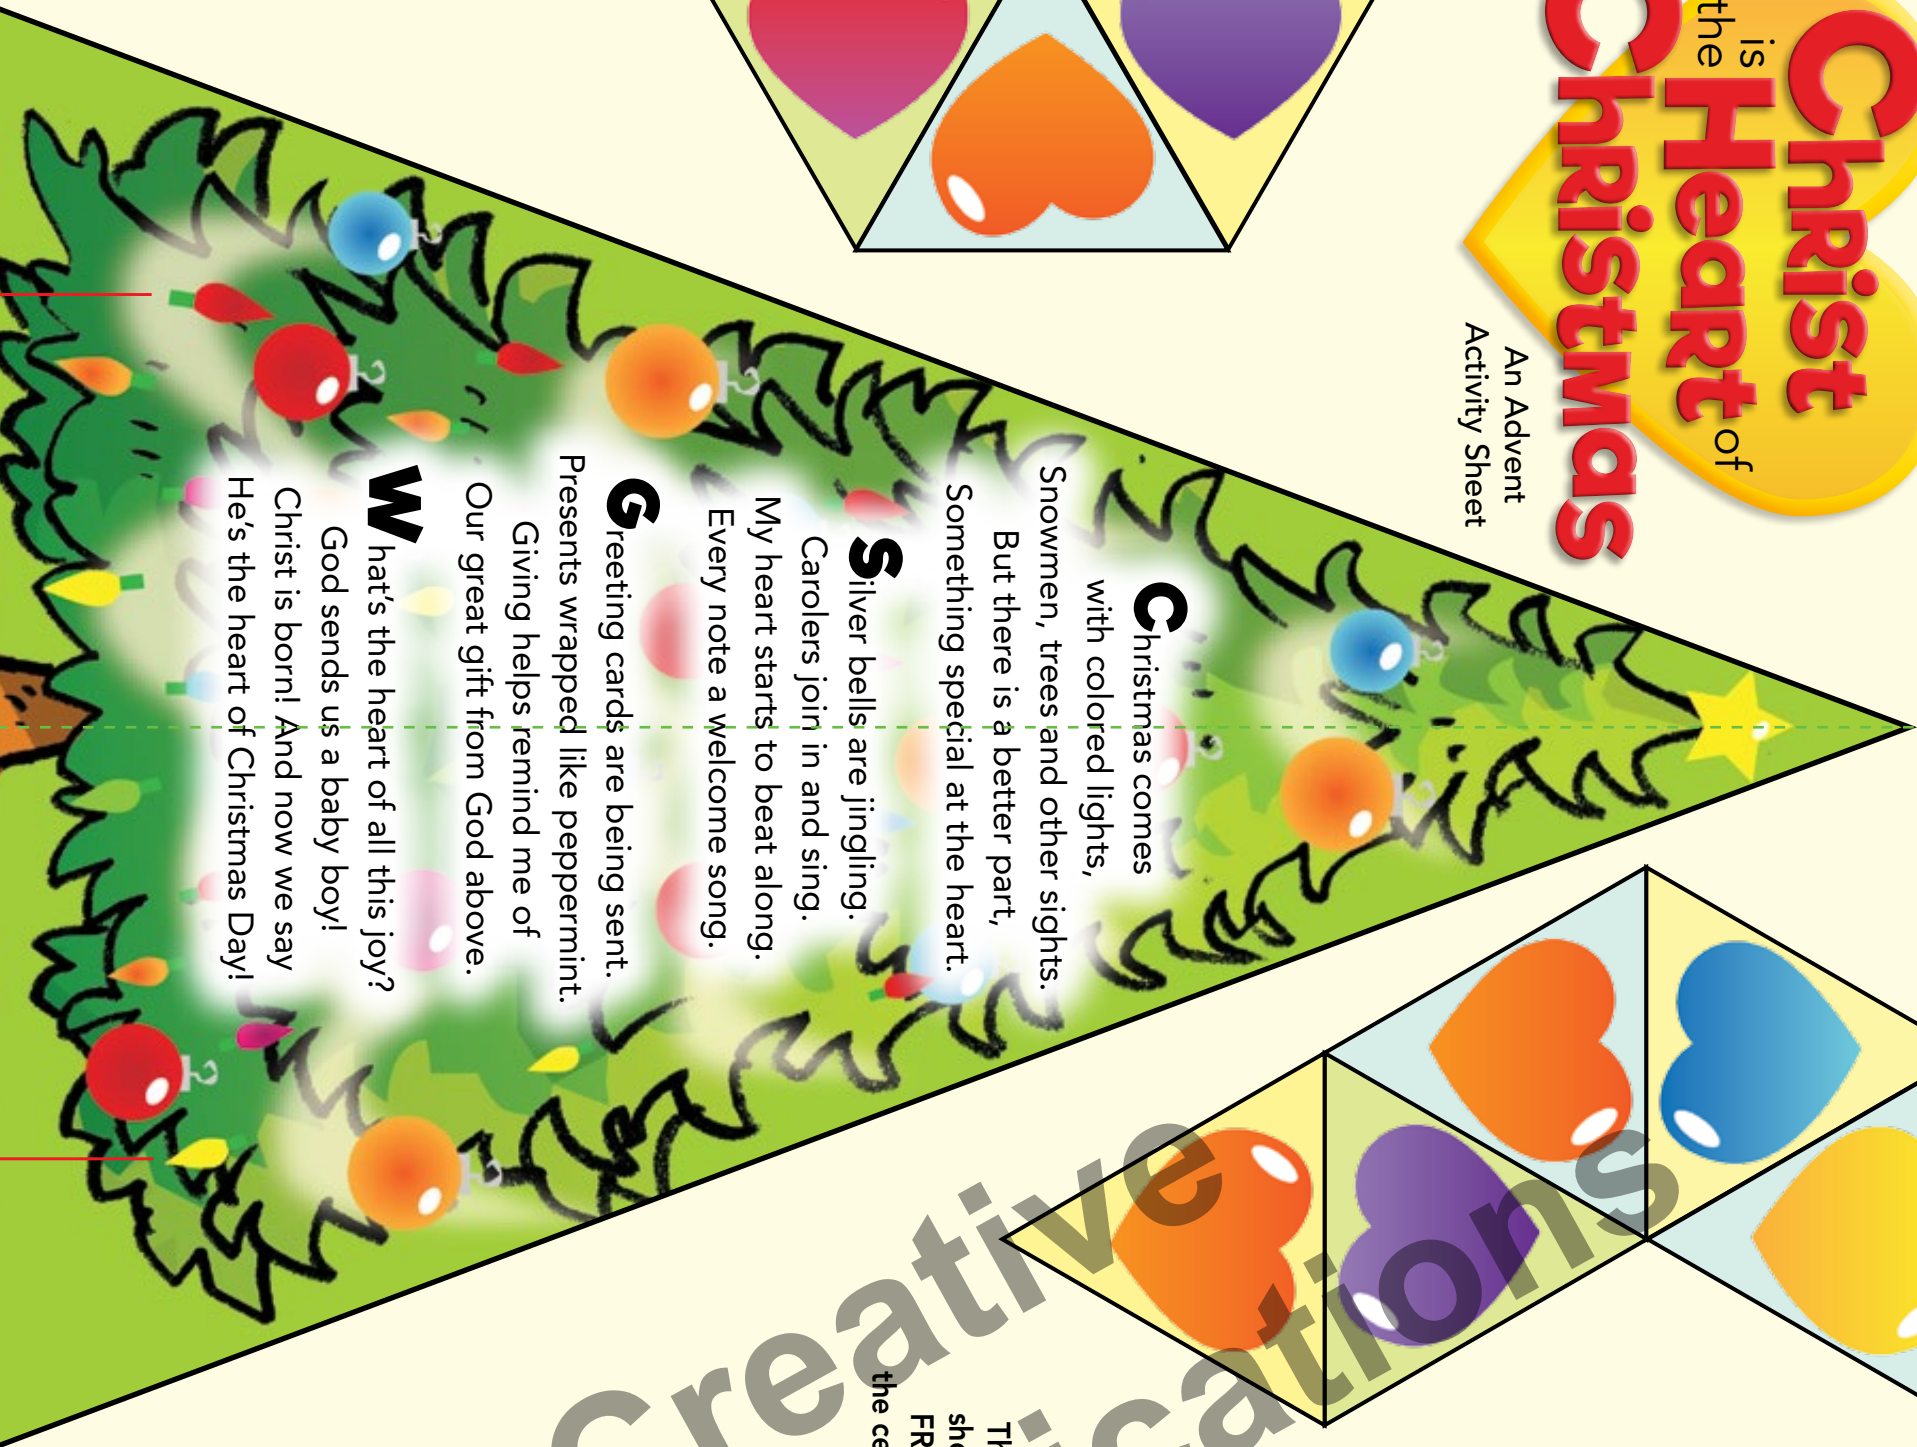 Christ
is
the Heart of
Christmas
An Advent
Activity Sheet
Christmas comes
with colored lights,
Snowmen, trees and other sights.
But there is a better part,
Something special at the heart.
Silver bells are jingling.
Carolers join in and sing.
My heart starts to beat along.
Every note a welcome song.
Greeting cards are being sent.
Presents wrapped like peppermint.
Giving helps remind me of
Our great gift from God above.
What's the heart of all this joy?
God sends us a baby boy!
Christ is born! And now we say
He's the heart of Christmas Day!
the ce
Creative